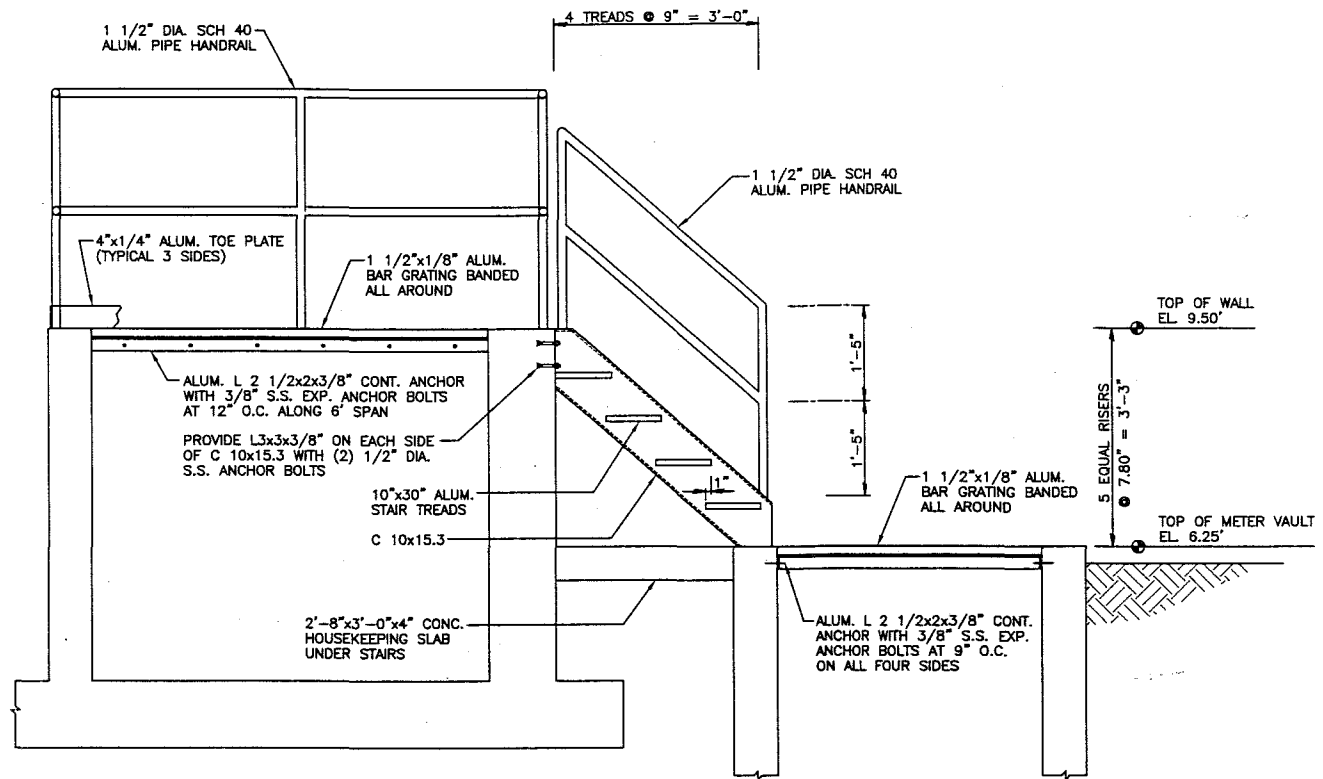 4 TREADS @ 9" = 3'-0"
1 1/2" DIA. SCH 40
ALUM. PIPE HANDRAIL
1 1/2" DIA. SCH 40
ALUM. PIPE HANDRAIL
4"x1/4" ALUM. TOE PLATE
(TYPICAL 3 SIDES)
1 1/2"x1/8" ALUM.
BAR GRATING BANDED
ALL AROUND
TOP OF WALL
EL. 9.50'
1'-5"
1'-5"
5 EQUAL RISERS
@ 7.80" = 3'-3"
ALUM. L 2 1/2x2x3/8" CONT. ANCHOR
WITH 3/8" S.S. EXP. ANCHOR BOLTS
AT 12" O.C. ALONG 6' SPAN
PROVIDE L3x3x3/8" ON EACH SIDE
OF C 10x15.3 WITH (2) 1/2" DIA.
S.S. ANCHOR BOLTS
10"x30" ALUM.
STAIR TREADS
1"
C 10x15.3
1 1/2"x1/8" ALUM.
BAR GRATING BANDED
ALL AROUND
TOP OF METER VAULT
EL. 6.25'
2'-8"x3'-0"x4" CONC.
HOUSEKEEPING SLAB
UNDER STAIRS
ALUM. L 2 1/2x2x3/8" CONT.
ANCHOR WITH 3/8" S.S. EXP.
ANCHOR BOLTS AT 9" O.C.
ON ALL FOUR SIDES